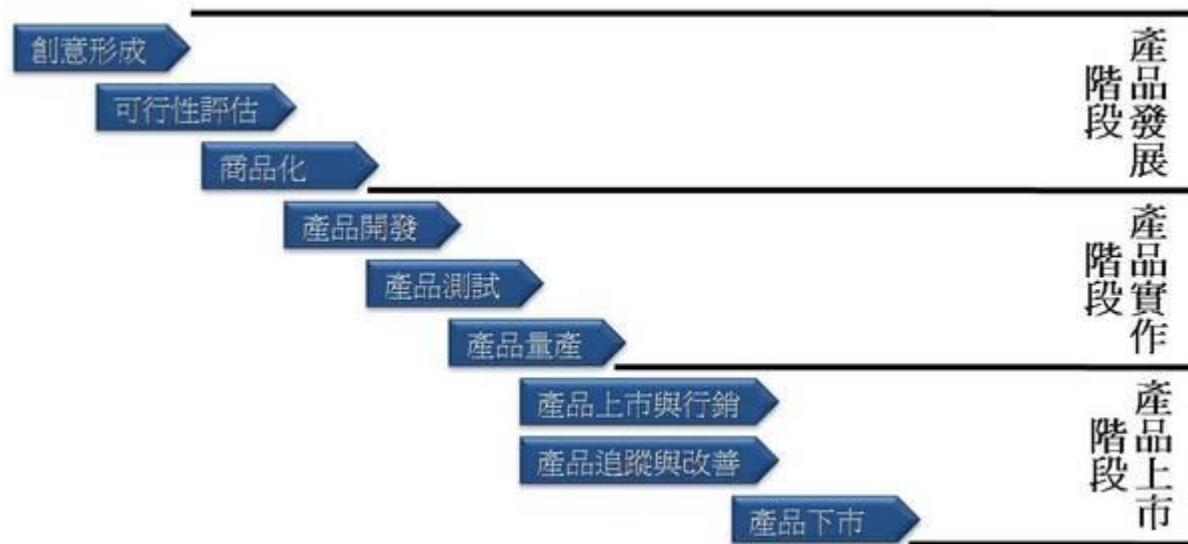 創意形成
可行性評估
商品化
產品發展
階段
產品開發
產品測試
產品量產
產品實作
階段
產品上市與行銷
產品追蹤與改善
產品下市
產品上市
階段